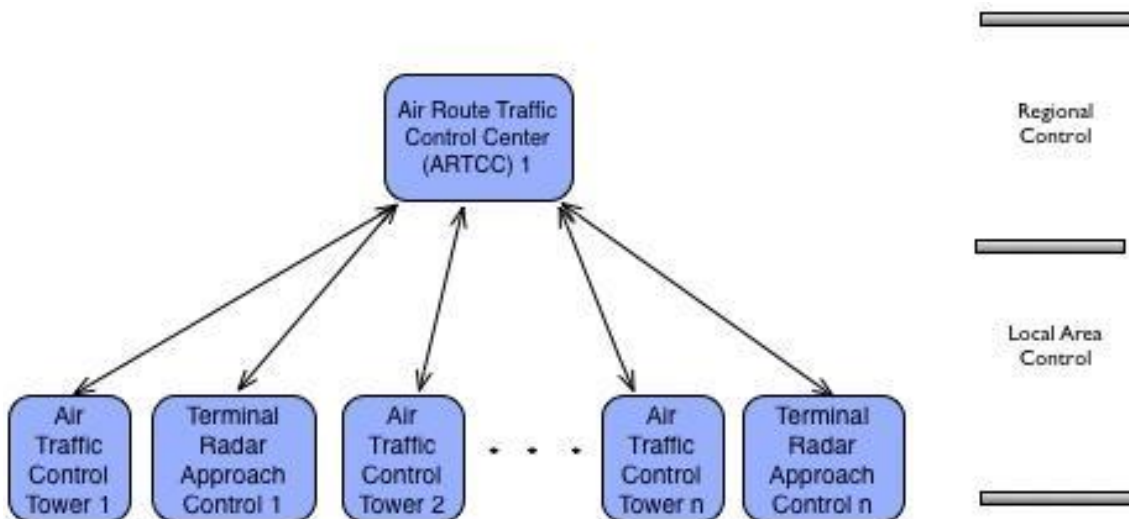 Air Route Traffic
Control Center
(ARTCC) 1
Regional
Control
Local Area
Control
Air
Traffic
Control
Tower 1
Terminal
Radar
Approach
Control 1
Air
Traffic
Control
Tower 2
Air
Traffic
Control
Tower n
Terminal
Radar
Approach
Control n